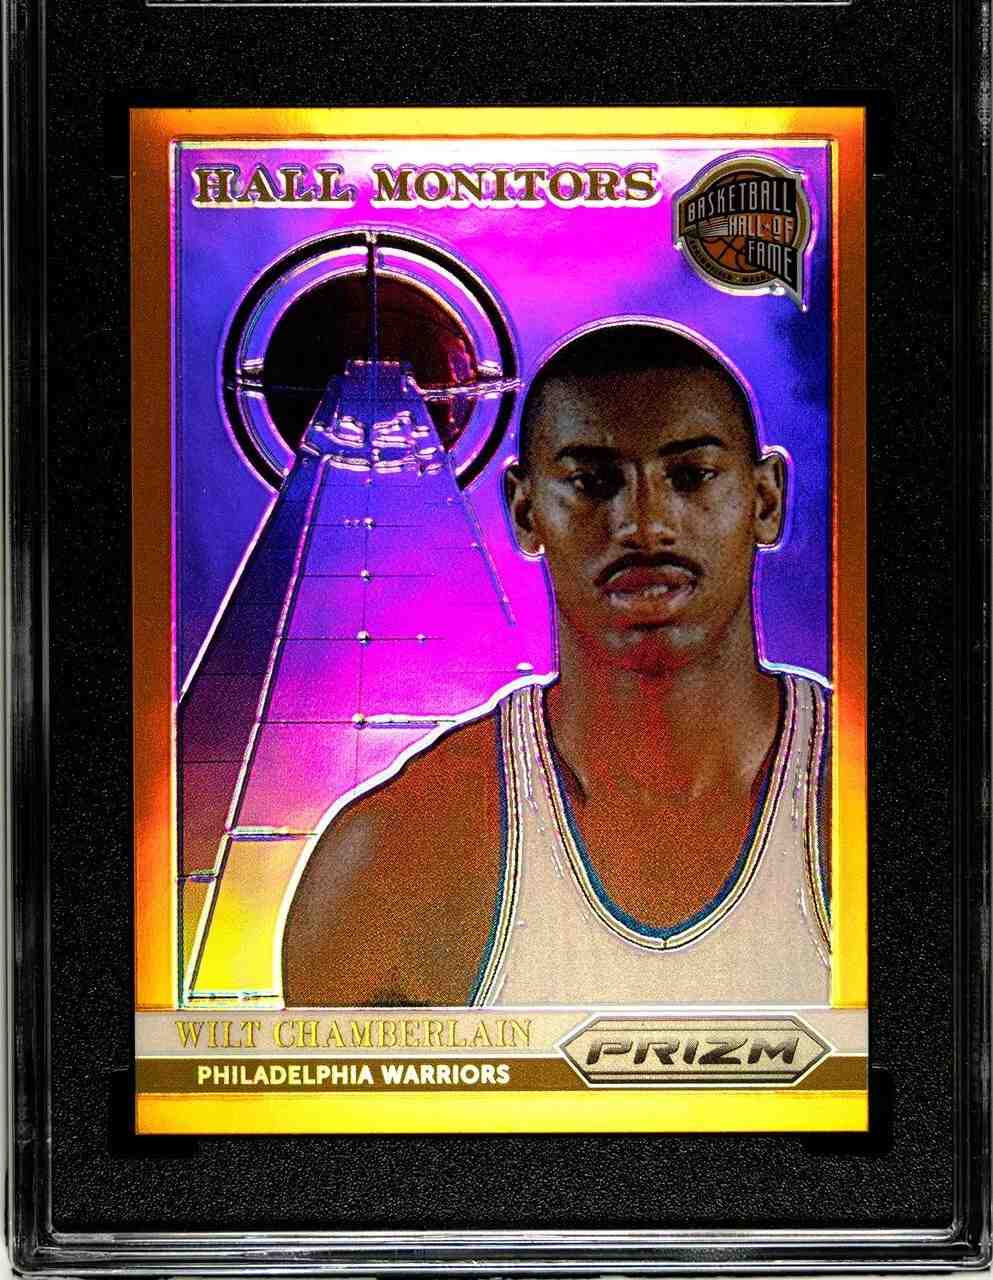 HALL MONITORS
BASKETBALL
HALL OF
FAME
WILT CHAMBERLAIN
PRIZM
PHILADELPHIA WARRIORS